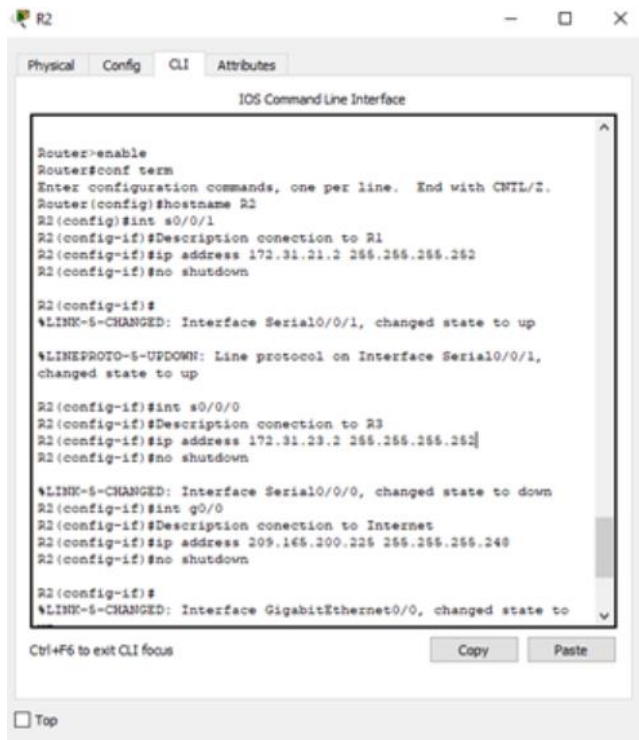 R2
Physical Config CLI Attributes
IOS Command Line Interface
Router>enable
Router#conf term
Enter configuration commands, one per line. End with CNTL/Z.
Router(config)#hostname R2
R2(config)#int s0/0/1
R2(config-if)#Description conection to R1
R2(config-if)#ip address 172.31.21.2 255.255.255.252
R2(config-if)#no shutdown
R2(config-if)#
%LINK-5-CHANGED: Interface Serial0/0/1, changed state to up
%LINEPROTO-5-UPDOWN: Line protocol on Interface Serial0/0/1,
changed state to up
R2(config-if)#int s0/0/0
R2(config-if)#Description conection to R3
R2(config-if)#ip address 172.31.23.2 255.255.255.252
R2(config-if)#no shutdown
%LINK-5-CHANGED: Interface Serial0/0/0, changed state to down
R2(config-if)#int g0/0
R2(config-if)#Description conection to Internet
R2(config-if)#ip address 209.165.200.225 255.255.255.248
R2(config-if)#no shutdown
R2(config-if)#
%LINK-5-CHANGED: Interface GigabitEthernet0/0, changed state to
Ctrl+F6 to exit CLI focus Copy Paste
Top